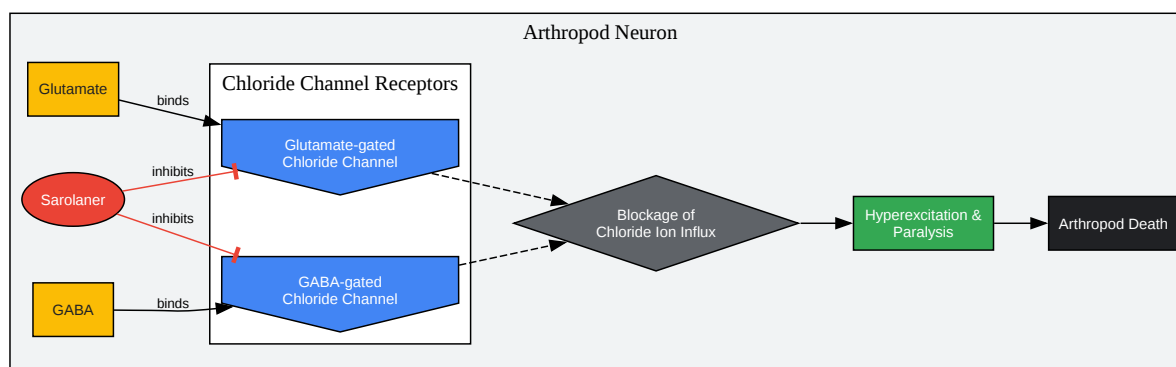 Arthropod Neuron
Chloride Channel Receptors
Glutamate
binds
Glutamate-gated
Chloride Channel
inhibits
Sarolaner
inhibits
Blockage of
Chloride Ion Influx
Hyperexcitation &
Paralysis
Arthropod Death
GABA-gated
Chloride Channel
GABA
binds